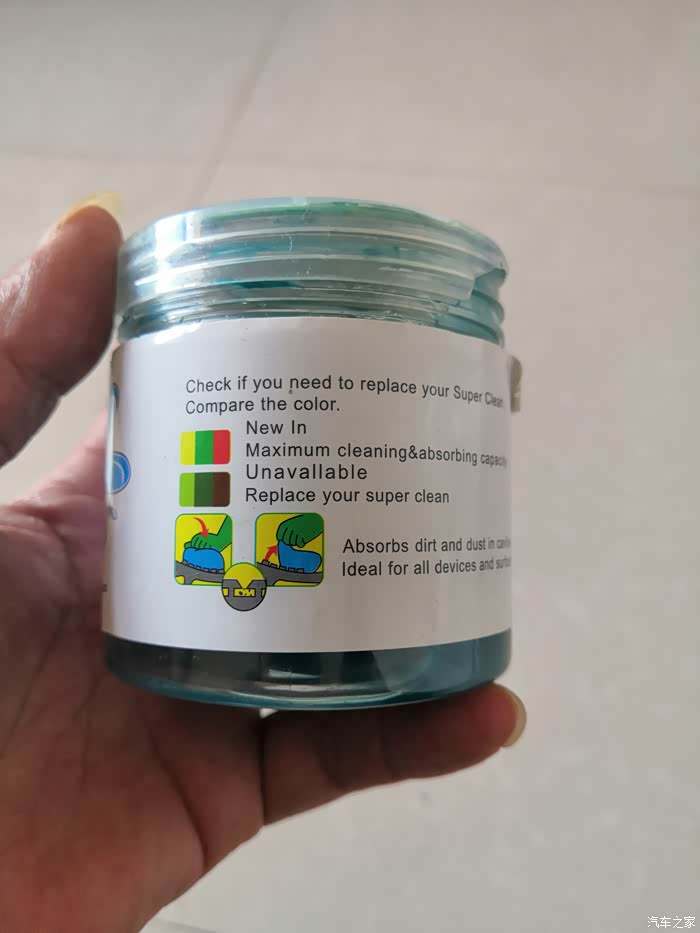 Check if you need to replace your Super Clean
Compare the color.
New In
Maximum cleaning&absorbing capacity
Unavallable
Replace your super clean
Absorbs dirt and dust in
Ideal for all devices and
汽车之家